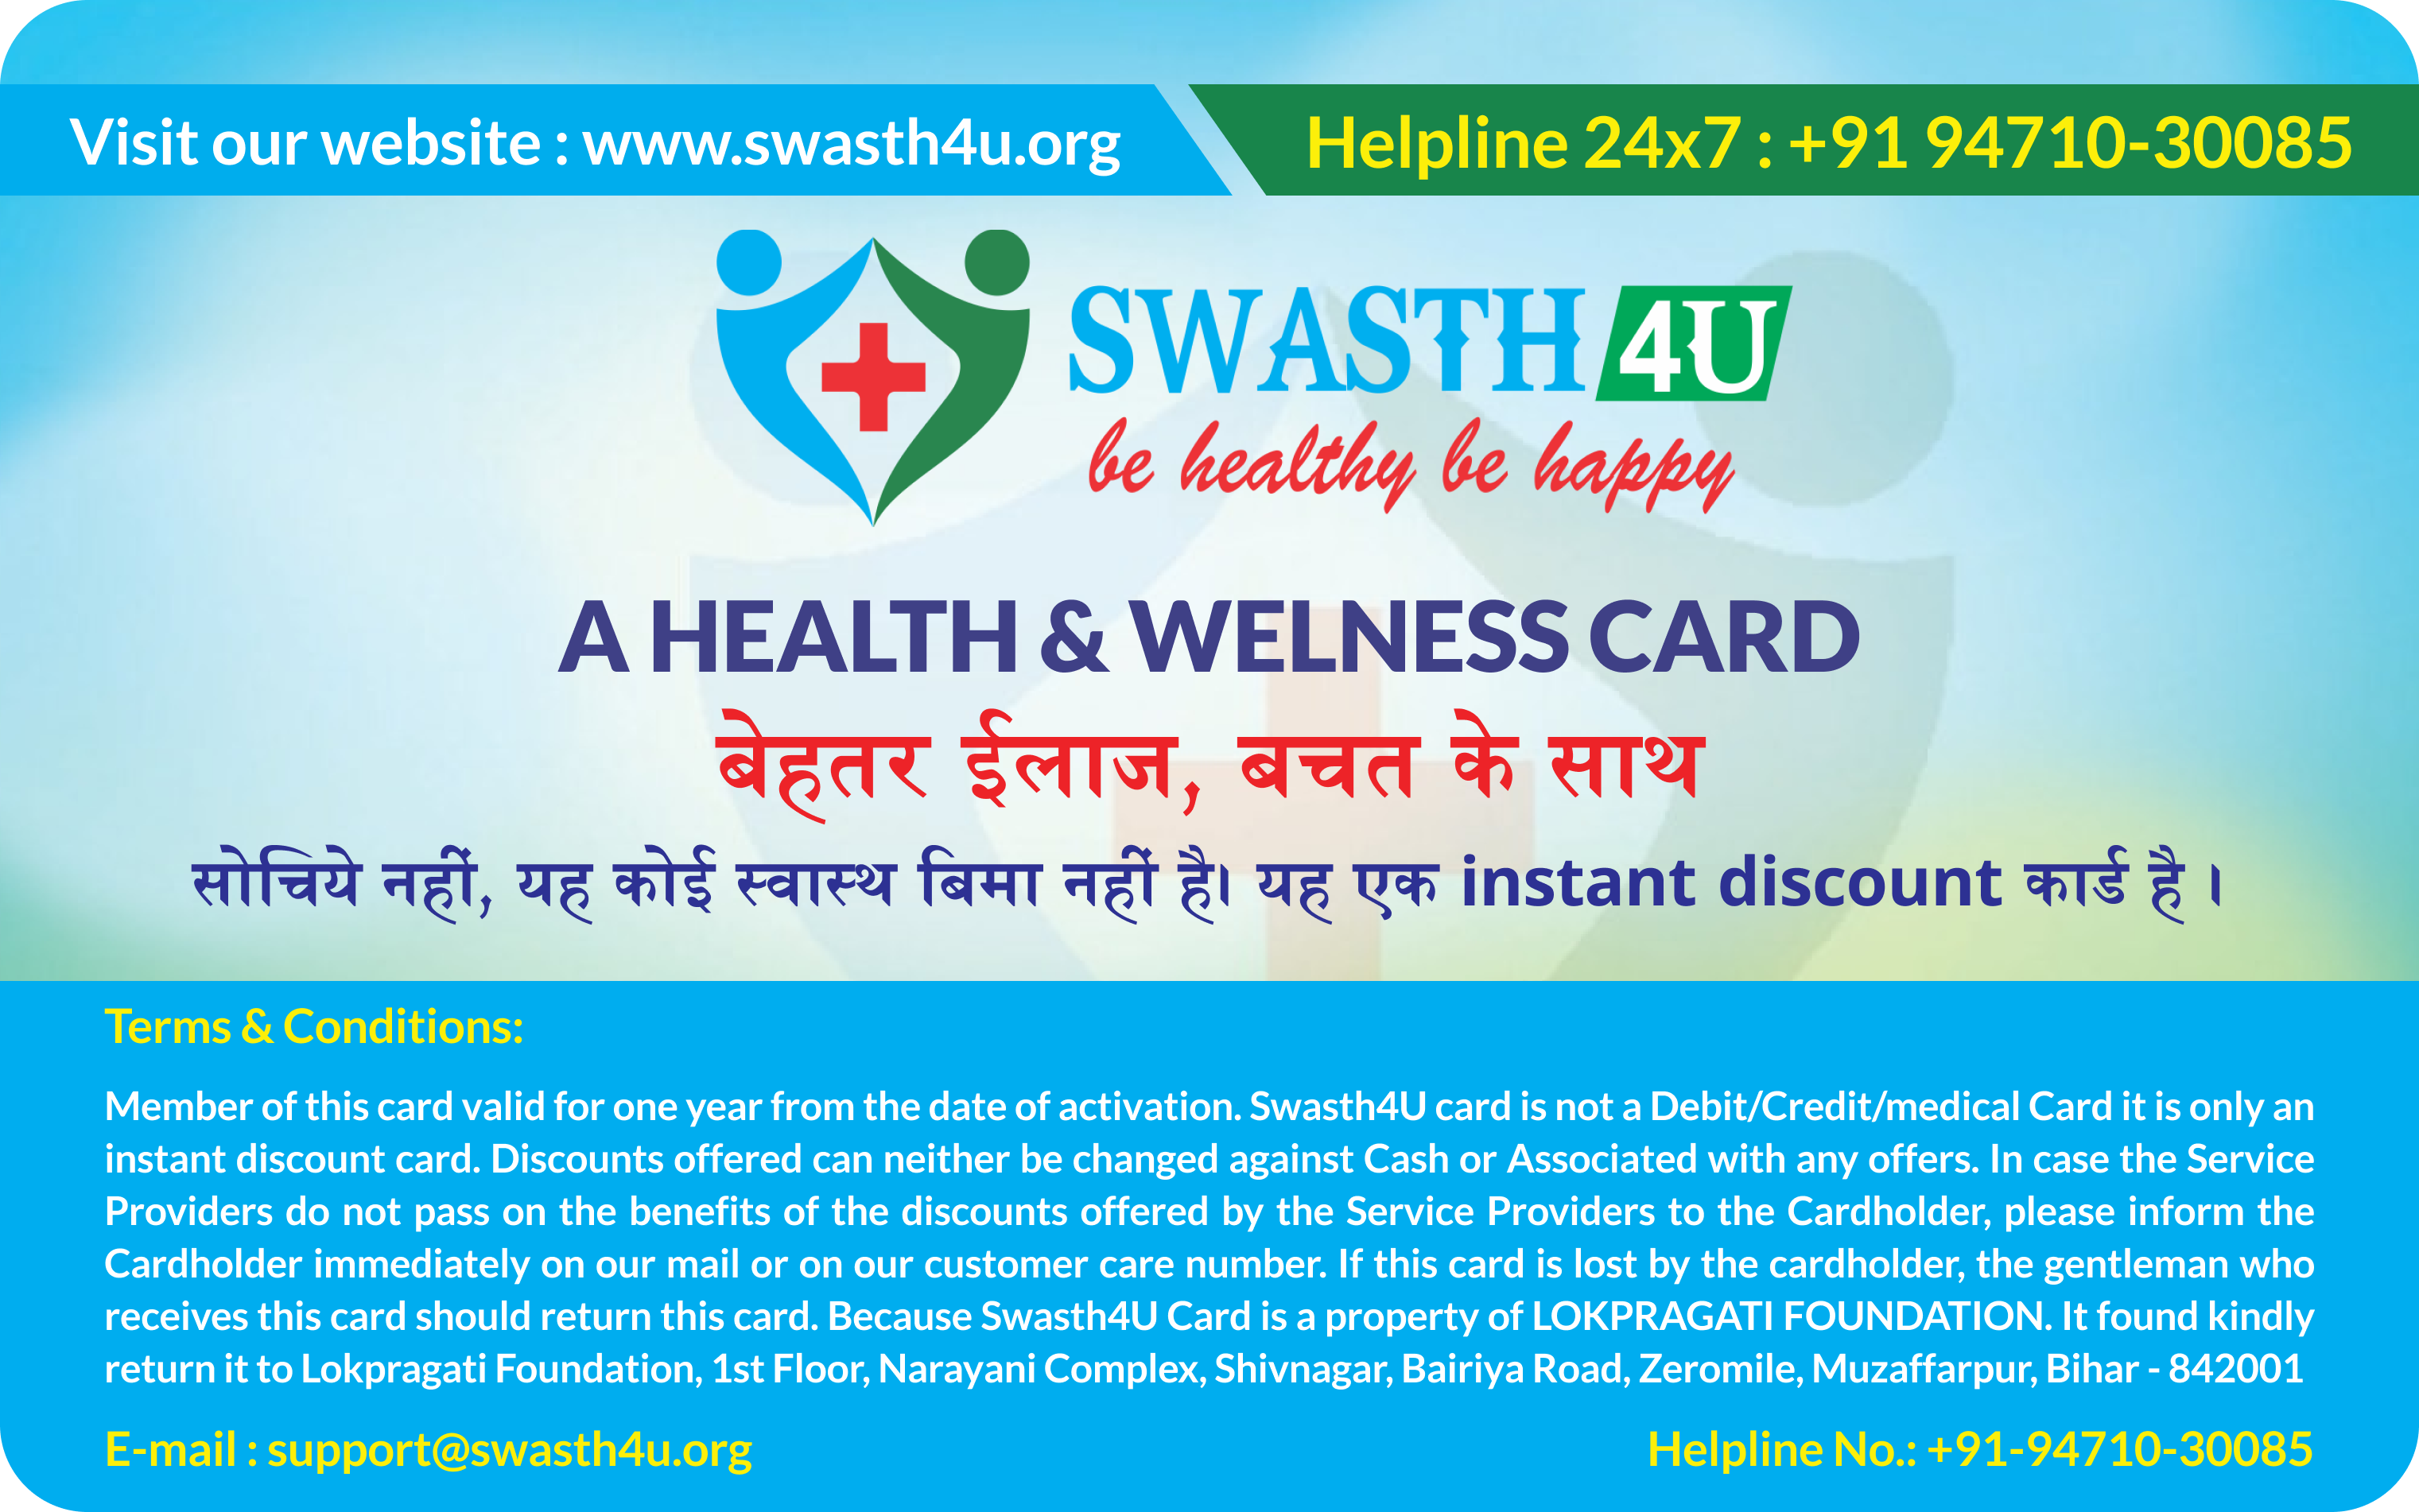 Visit our website : www.swasth4u.org
Helpline 24x7 : +91 94710-30085
SWASTH 4U
be healthy be happy
A HEALTH & WELNESS CARD
बेहतर ईलाज, बचत के साथ
सोचिये नहीं, यह कोई स्वास्थ बिमा नहीं है। यह एक instant discount कार्ड है ।
Terms & Conditions:
Member of this card valid for one year from the date of activation. Swasth4U card is not a Debit/Credit/medical Card it is only an
instant discount card. Discounts offered can neither be changed against Cash or Associated with any offers. In case the Service
Providers do not pass on the benefits of the discounts offered by the Service Providers to the Cardholder, please inform the
Cardholder immediately on our mail or on our customer care number. If this card is lost by the cardholder, the gentleman who
receives this card should return this card. Because Swasth4U Card is a property of LOKPRAGATI FOUNDATION. It found kindly
return it to Lokpragati Foundation, 1st Floor, Narayani Complex, Shivnagar, Bairiya Road, Zeromile, Muzaffarpur, Bihar - 842001
E-mail : support@swasth4u.org
Helpline No.: +91-94710-30085